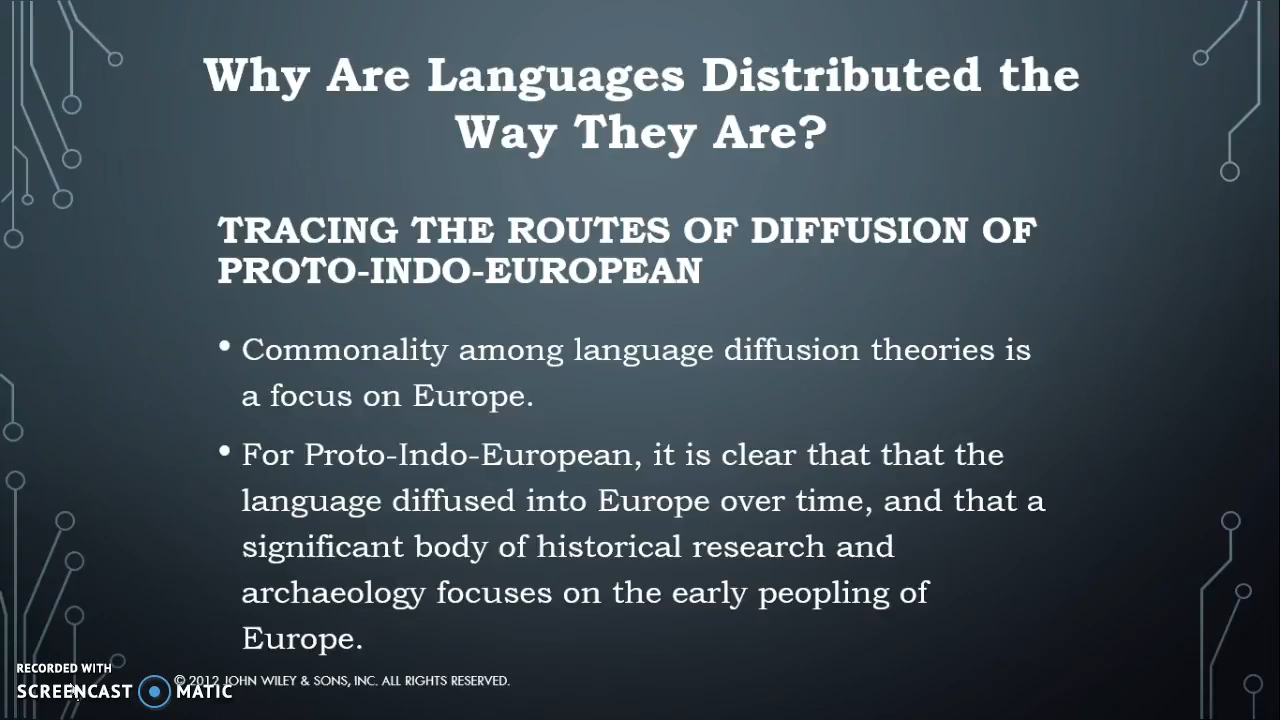 Why Are Languages Distributed the
Way They Are?
TRACING THE ROUTES OF DIFFUSION OF
PROTO-INDO-EUROPEAN
• Commonality among language diffusion theories is
a focus on Europe.
• For Proto-Indo-European, it is clear that that the
language diffused into Europe over time, and that a
significant body of historical research and
archaeology focuses on the early peopling of
Europe.
RECORDED WITH
SCREENCAST MATIC
© 2012 JOHN WILEY & SONS, INC. ALL RIGHTS RESERVED.